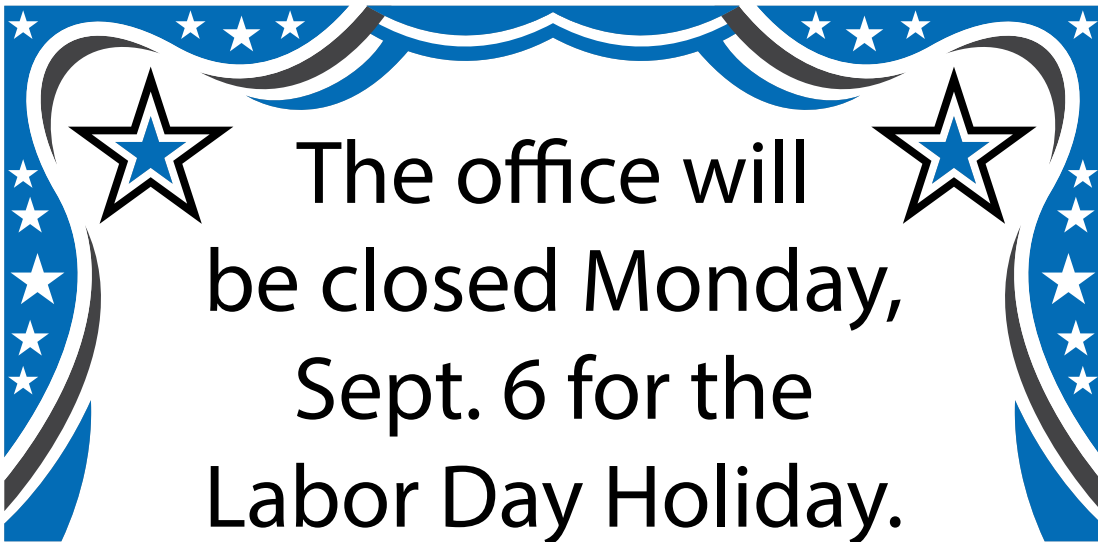 The office will
be closed Monday,
Sept. 6 for the
Labor Day Holiday.